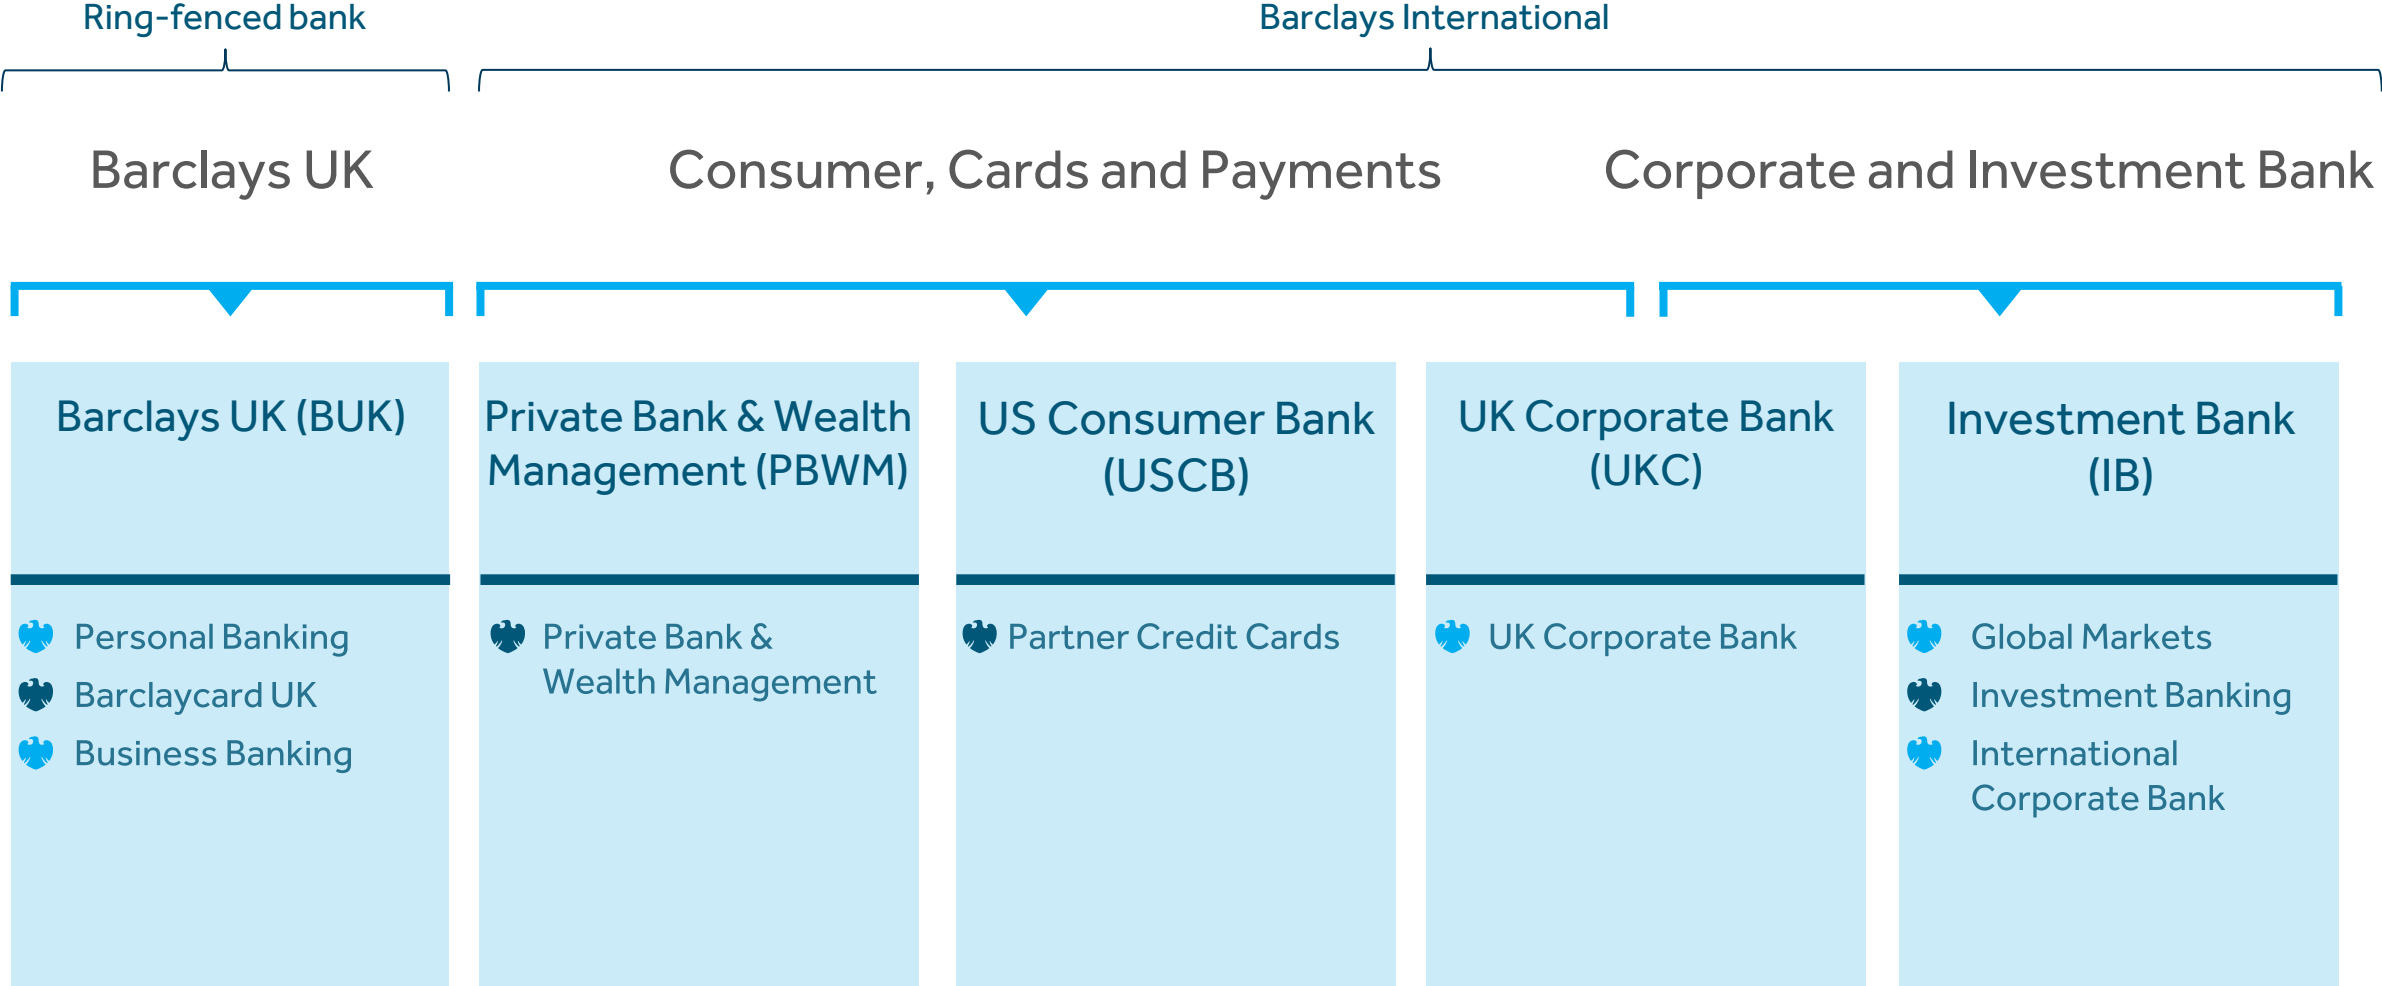 Ring-fenced bank
Barclays International
Barclays UK
Consumer, Cards and Payments
Corporate and Investment Bank
Barclays UK (BUK)
Personal Banking
Barclaycard UK
Business Banking
Private Bank & Wealth
Management (PBWM)
Private Bank &
Wealth Management
US Consumer Bank
(USCB)
Partner Credit Cards
UK Corporate Bank
(UKC)
UK Corporate Bank
Investment Bank
(IB)
Global Markets
Investment Banking
International
Corporate Bank